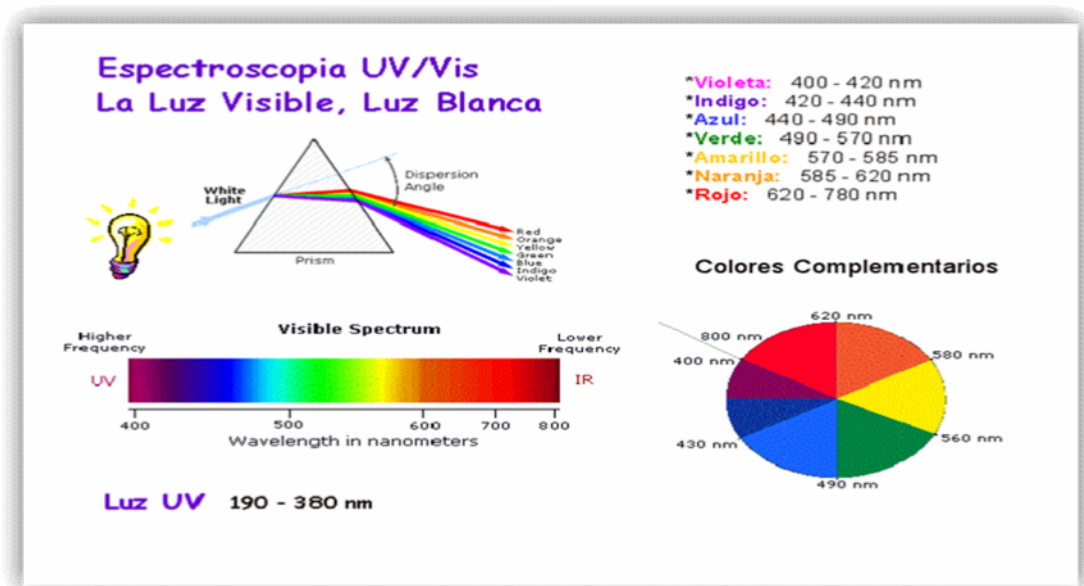 Espectroscopia UV/Vis
La Luz Visible, Luz Blanca
White
Light
Dispersion
Angle
Prism
Red
Orange
Yellow
Green
Blue
Indigo
Violet
*Violeta: 400 - 420 nm
*Indigo: 420 - 440 nm
*Azul: 440 - 490 nm
*Verde: 490 - 570 nm
*Amarillo: 570 - 585 nm
*Naranja: 585 - 620 nm
*Rojo: 620 - 780 nm
Visible Spectrum
Higher
Frequency
Lower
Frequency
UV
IR
400 500 600 700 800
Wavelength in nanometers
Luz UV 190 - 380 nm
Colores Complementarios
620 nm
800 nm
580 nm
400 nm
430 nm
560 nm
490 nm